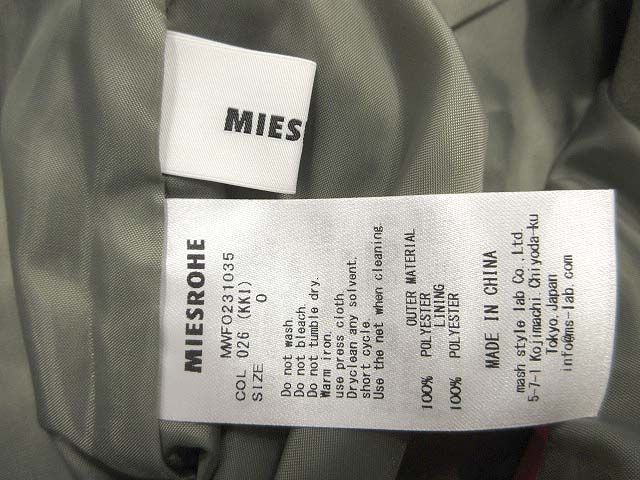 MIES
MIESROHE
MWF0231035
COL 026 (KKI)
SIZE 0
Do not wash.
Do not bleach.
Do not tumble dry.
Warm iron.
use press cloth
Dryclean any solvent.
short cycle.
Use the net when cleaning.
OUTER MATERIAL
100% POLYESTER
LINING
100% POLYESTER
MADE IN CHINA
mash style lab Co.,Ltd.
5-7-1 Kojimachi, Chiyoda-ku
Tokyo,Japan
info@ms-lab.com